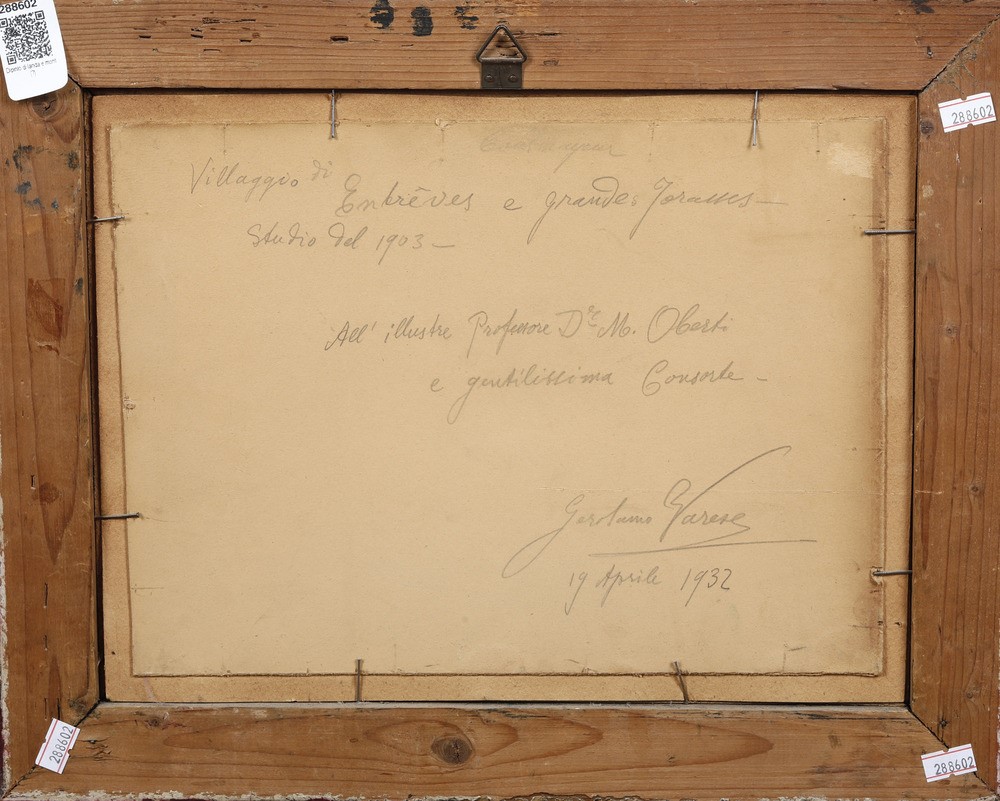 288602
288602
Villaggio di Entrèves e grandes Jorasses —
Studio del 1903 —
All' illustre Professore Dr. M. Oberti
e gentilissima Consorte -
Gerolamo Varese
19 Aprile 1932
288602
288602